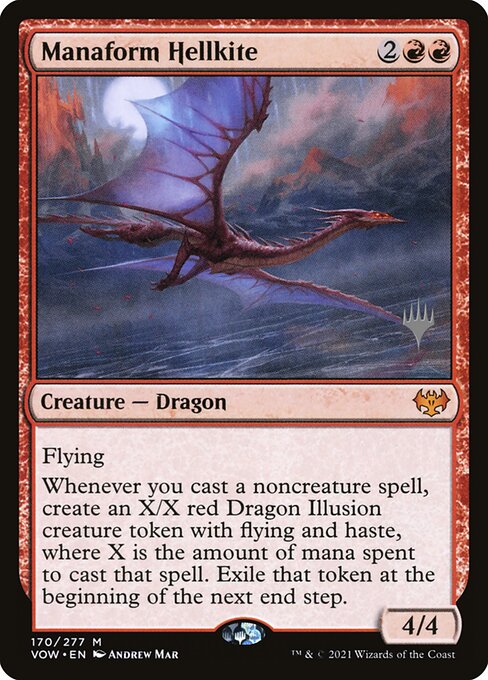 Manaform Hellkite 2
Creature — Dragon
Flying
Whenever you cast a noncreature spell,
create an X/X red Dragon Illusion
creature token with flying and haste,
where X is the amount of mana spent
to cast that spell. Exile that token at the
beginning of the next end step.
4/4
170/277 M
VOW • EN Andrew Mar
™ & © 2021 Wizards of the Coast